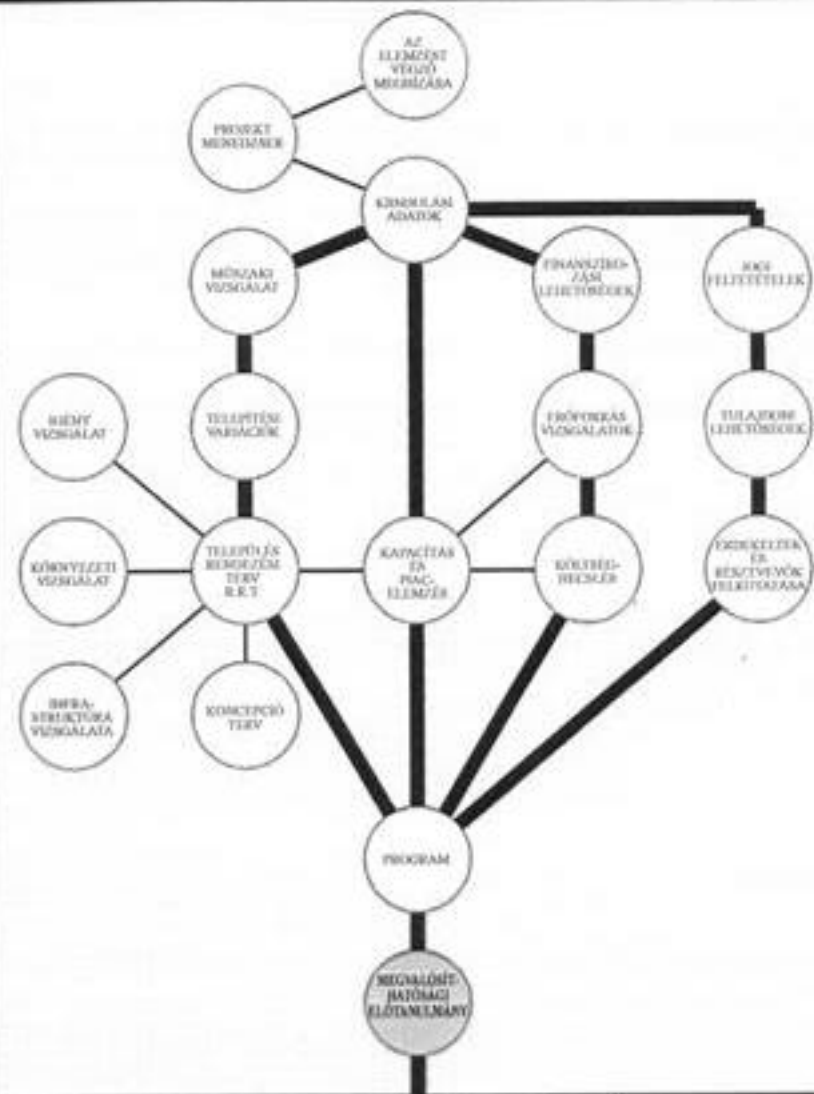 AZ
ELEMZÉST
VÉGZŐ
MEGBÍZÁSA
PROJEKT
MENEDZSER
KIINDULÁSI
ADATOK
MŰSZAKI
VIZSGÁLAT
FINANSZÍRO-
ZÁSI
LEHETŐSÉGEK
JOGI
FELTÉTELEK
IGÉNY
VIZSGÁLAT
TELEPÍTÉSI
VARIÁCIÓK
ERŐFORRÁS
VIZSGÁLATOK
TULAJDONI
LEHETŐSÉGEK
KÖRNYEZETI
VIZSGÁLAT
TELEPÜLÉS
RENDEZÉSI
TERV
R.R.T.
KAPACITÁS
ÉS
PIAC-
ELEMZÉS
KÖLTSÉG-
BECSLÉS
ÉRDEKELTEK
ÉS
RÉSZTVEVŐK
FELKUTATÁSA
INFRA-
STRUKTÚRA
VIZSGÁLATA
KONCEPCIÓ
TERV
PROGRAM
MEGVALÓSÍT-
HATÓSÁGI
ELŐTANULMÁNY